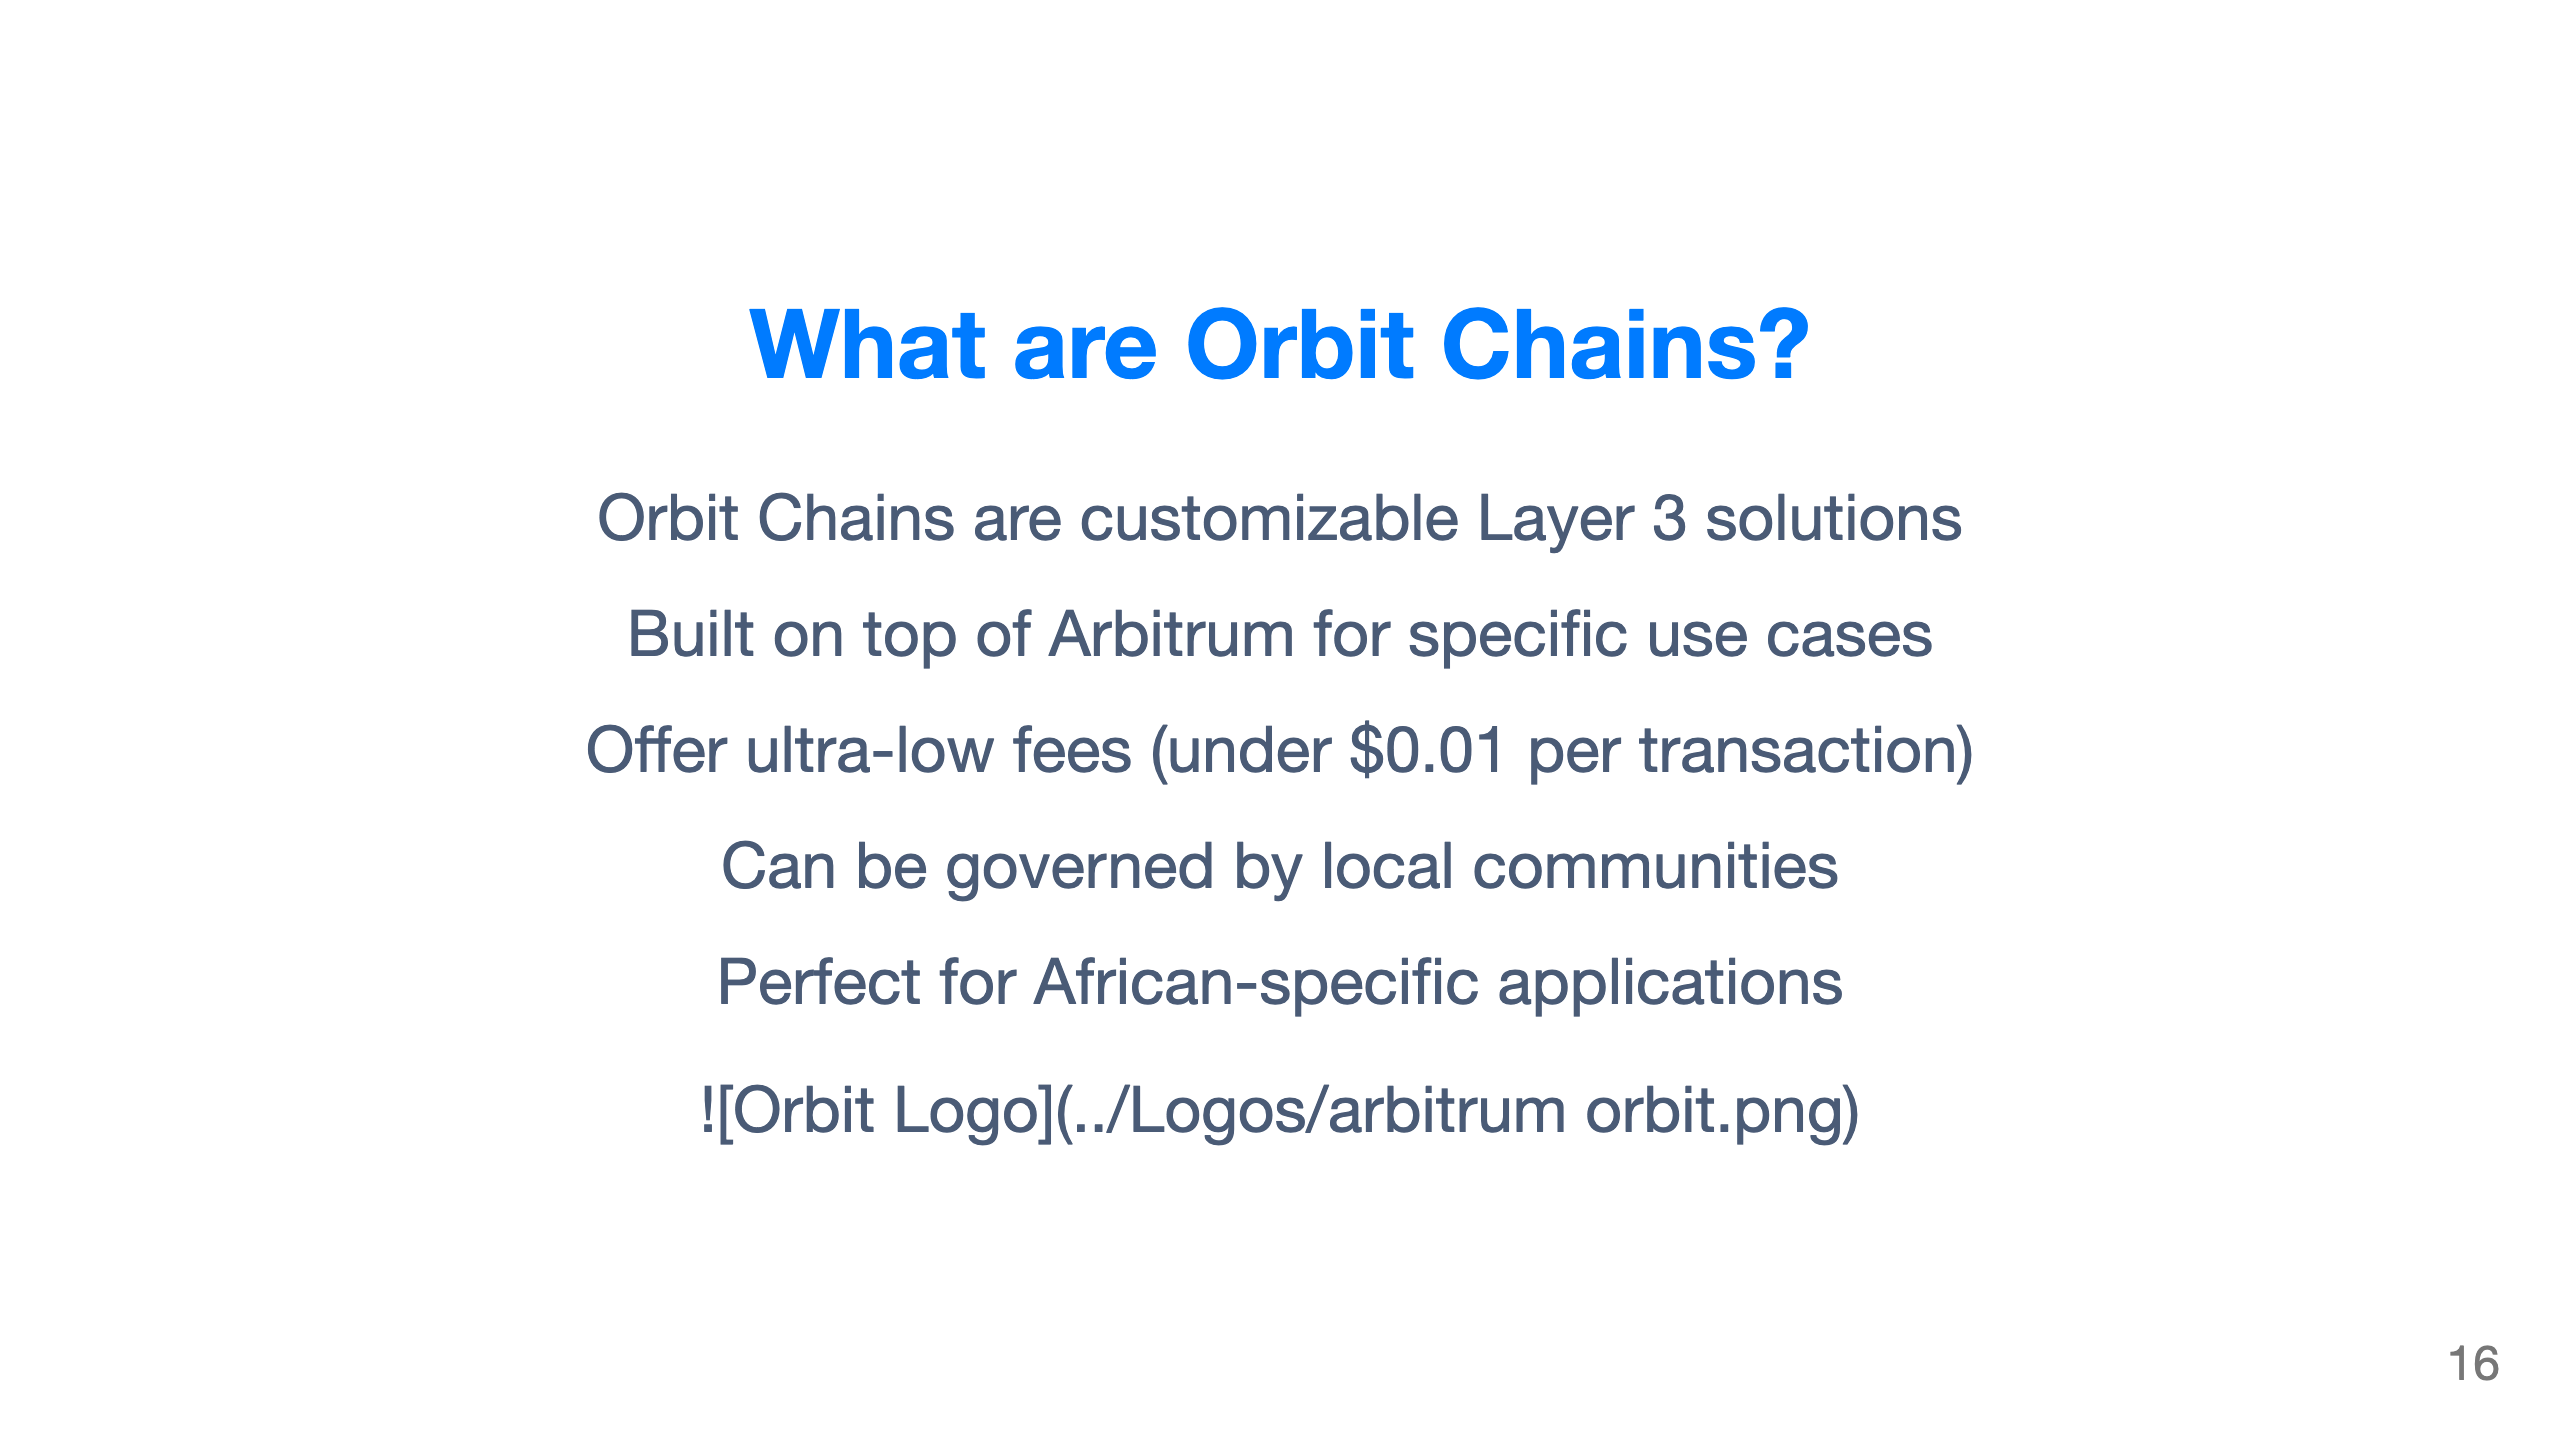 What are Orbit Chains?
Orbit Chains are customizable Layer 3 solutions
Built on top of Arbitrum for specific use cases
Offer ultra-low fees (under $0.01 per transaction)
Can be governed by local communities
Perfect for African-specific applications
![Orbit Logo](../Logos/arbitrum orbit.png)
16